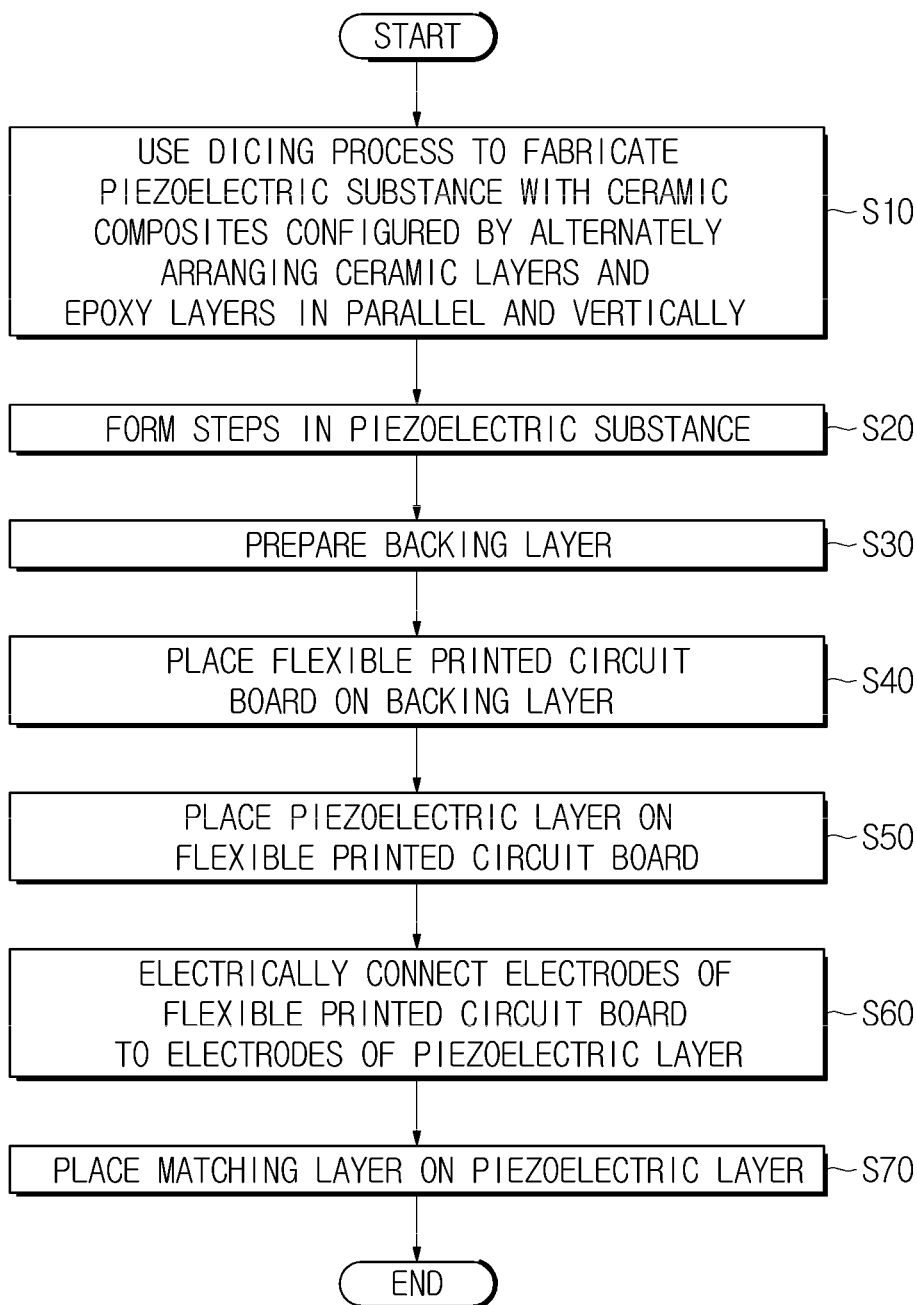 START
USE DICING PROCESS TO FABRICATE
PIEZOELECTRIC SUBSTANCE WITH CERAMIC
COMPOSITES CONFIGURED BY ALTERNATELY
ARRANGING CERAMIC LAYERS AND
EPOXY LAYERS IN PARALLEL AND VERTICALLY
S10
FORM STEPS IN PIEZOELECTRIC SUBSTANCE
S20
PREPARE BACKING LAYER
S30
PLACE FLEXIBLE PRINTED CIRCUIT
BOARD ON BACKING LAYER
S40
PLACE PIEZOELECTRIC LAYER ON
FLEXIBLE PRINTED CIRCUIT BOARD
S50
ELECTRICALLY CONNECT ELECTRODES OF
FLEXIBLE PRINTED CIRCUIT BOARD
TO ELECTRODES OF PIEZOELECTRIC LAYER
S60
PLACE MATCHING LAYER ON PIEZOELECTRIC LAYER
S70
END